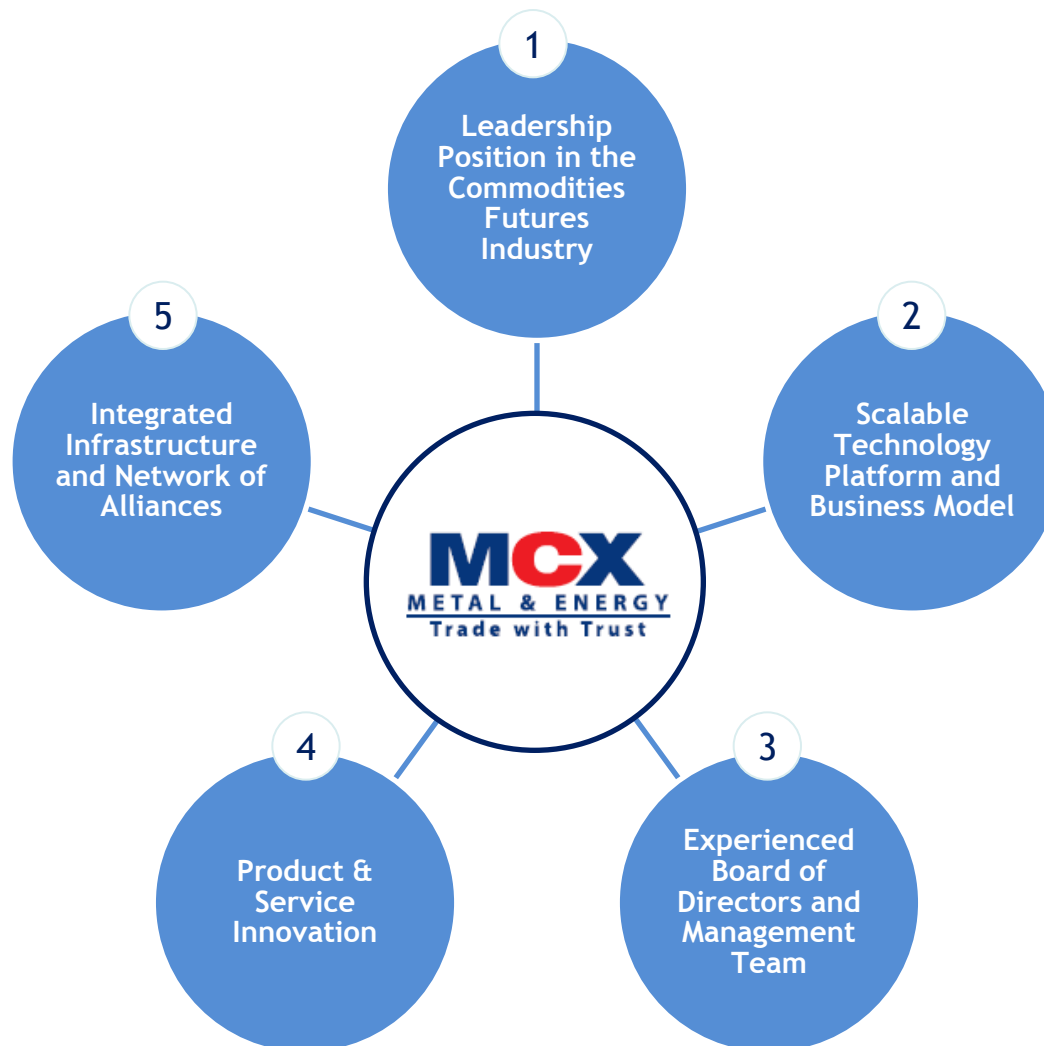 1
Leadership
Position in the
Commodities
Futures
Industry
2
Scalable
Technology
Platform and
Business Model
3
Experienced
Board of
Directors and
Management
Team
4
Product &
Service
Innovation
5
Integrated
Infrastructure
and Network of
Alliances
MCX
METAL & ENERGY
Trade with Trust